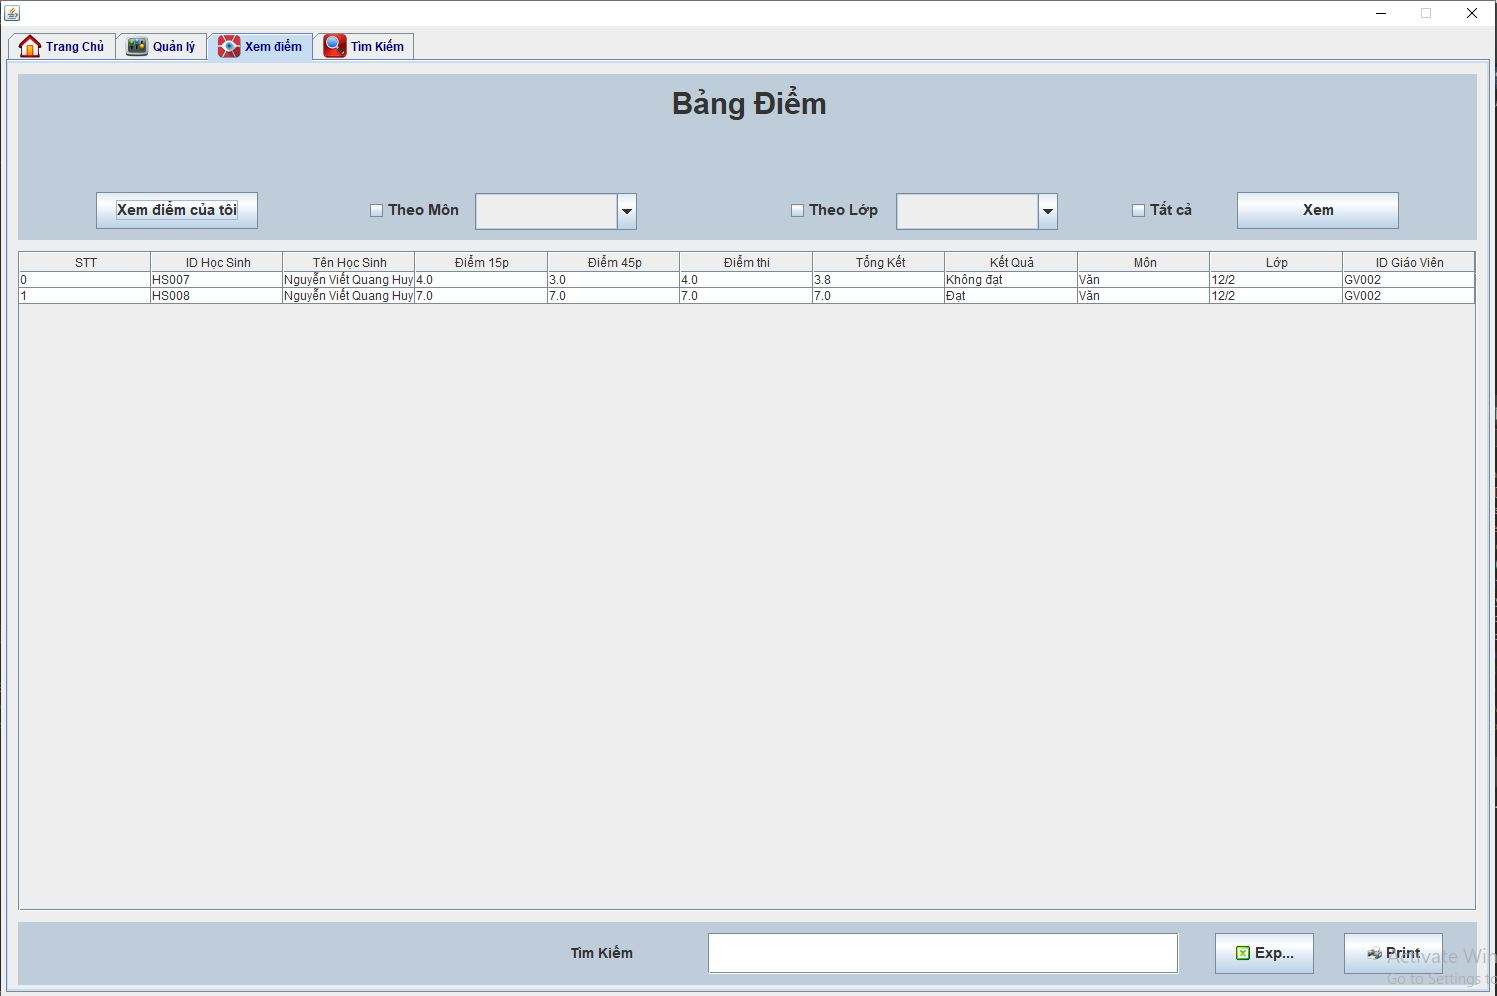 Trang Chủ Quản lý Xem điểm Tìm Kiếm
Bảng Điểm
Xem điểm của tôi Theo Môn Theo Lớp Tất cả Xem
STT ID Học Sinh Tên Học Sinh Điểm 15p Điểm 45p Điểm thi Tổng Kết Kết Quả Môn Lớp ID Giáo Viên
0 HS007 Nguyễn Viết Quang Huy 4.0 3.0 4.0 3.8 Không đạt Văn 12/2 GV002
1 HS008 Nguyễn Viết Quang Huy 7.0 7.0 7.0 7.0 Đạt Văn 12/2 GV002
Tìm Kiếm Exp... Print
Activate Win
Go to Settings to